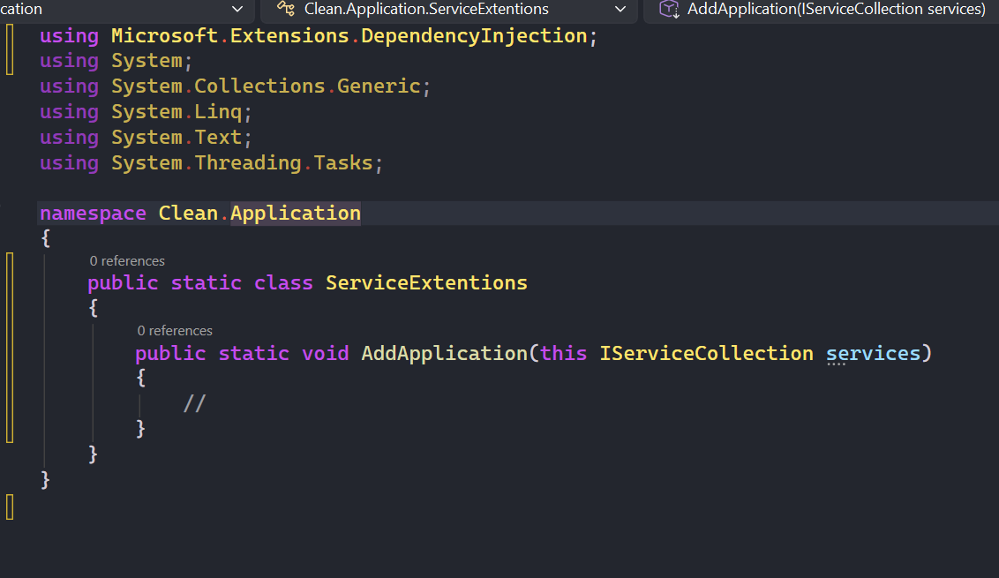 cation Clean.Application.ServiceExtentions AddApplication(IServiceCollection services)
using Microsoft.Extensions.DependencyInjection;
using System;
using System.Collections.Generic;
using System.Linq;
using System.Text;
using System.Threading.Tasks;
namespace Clean.Application
{
0 references
public static class ServiceExtentions
{
0 references
public static void AddApplication(this IServiceCollection services)
{
//
}
}
}